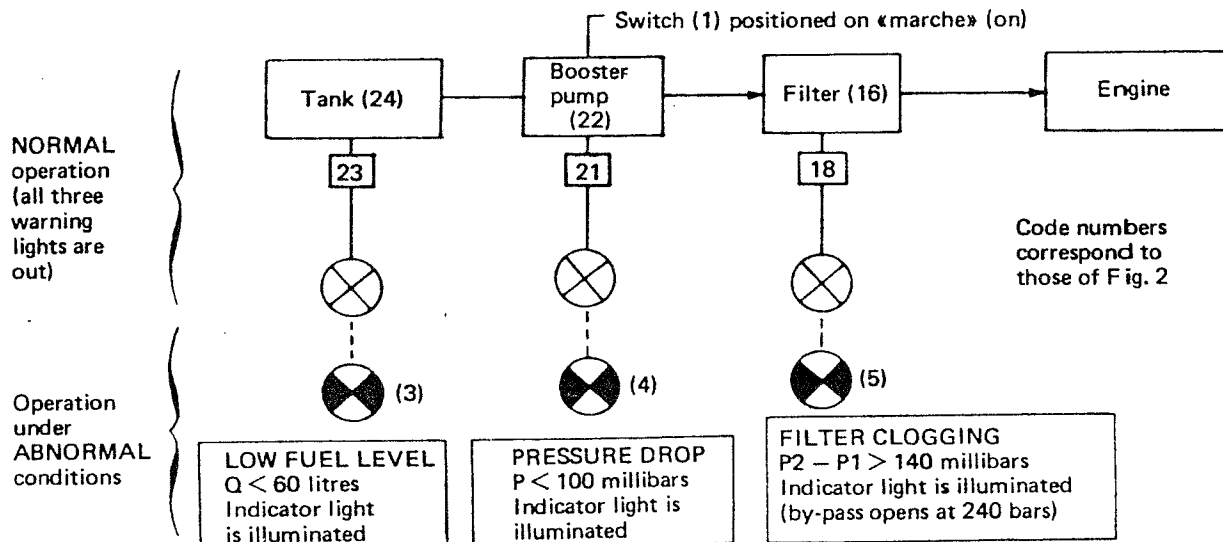 Switch (1) positioned on «marche» (on)
Tank (24)
Booster
pump
(22)
Filter (16)
Engine
NORMAL
operation
(all three
warning
lights are
out)
23
21
18
Code numbers
correspond to
those of Fig. 2
Operation
under
ABNORMAL
conditions
(3)
(4)
(5)
LOW FUEL LEVEL
Q < 60 litres
Indicator light
is illuminated
PRESSURE DROP
P < 100 millibars
Indicator light is
illuminated
FILTER CLOGGING
P2 − P1 > 140 millibars
Indicator light is illuminated
(by-pass opens at 240 bars)